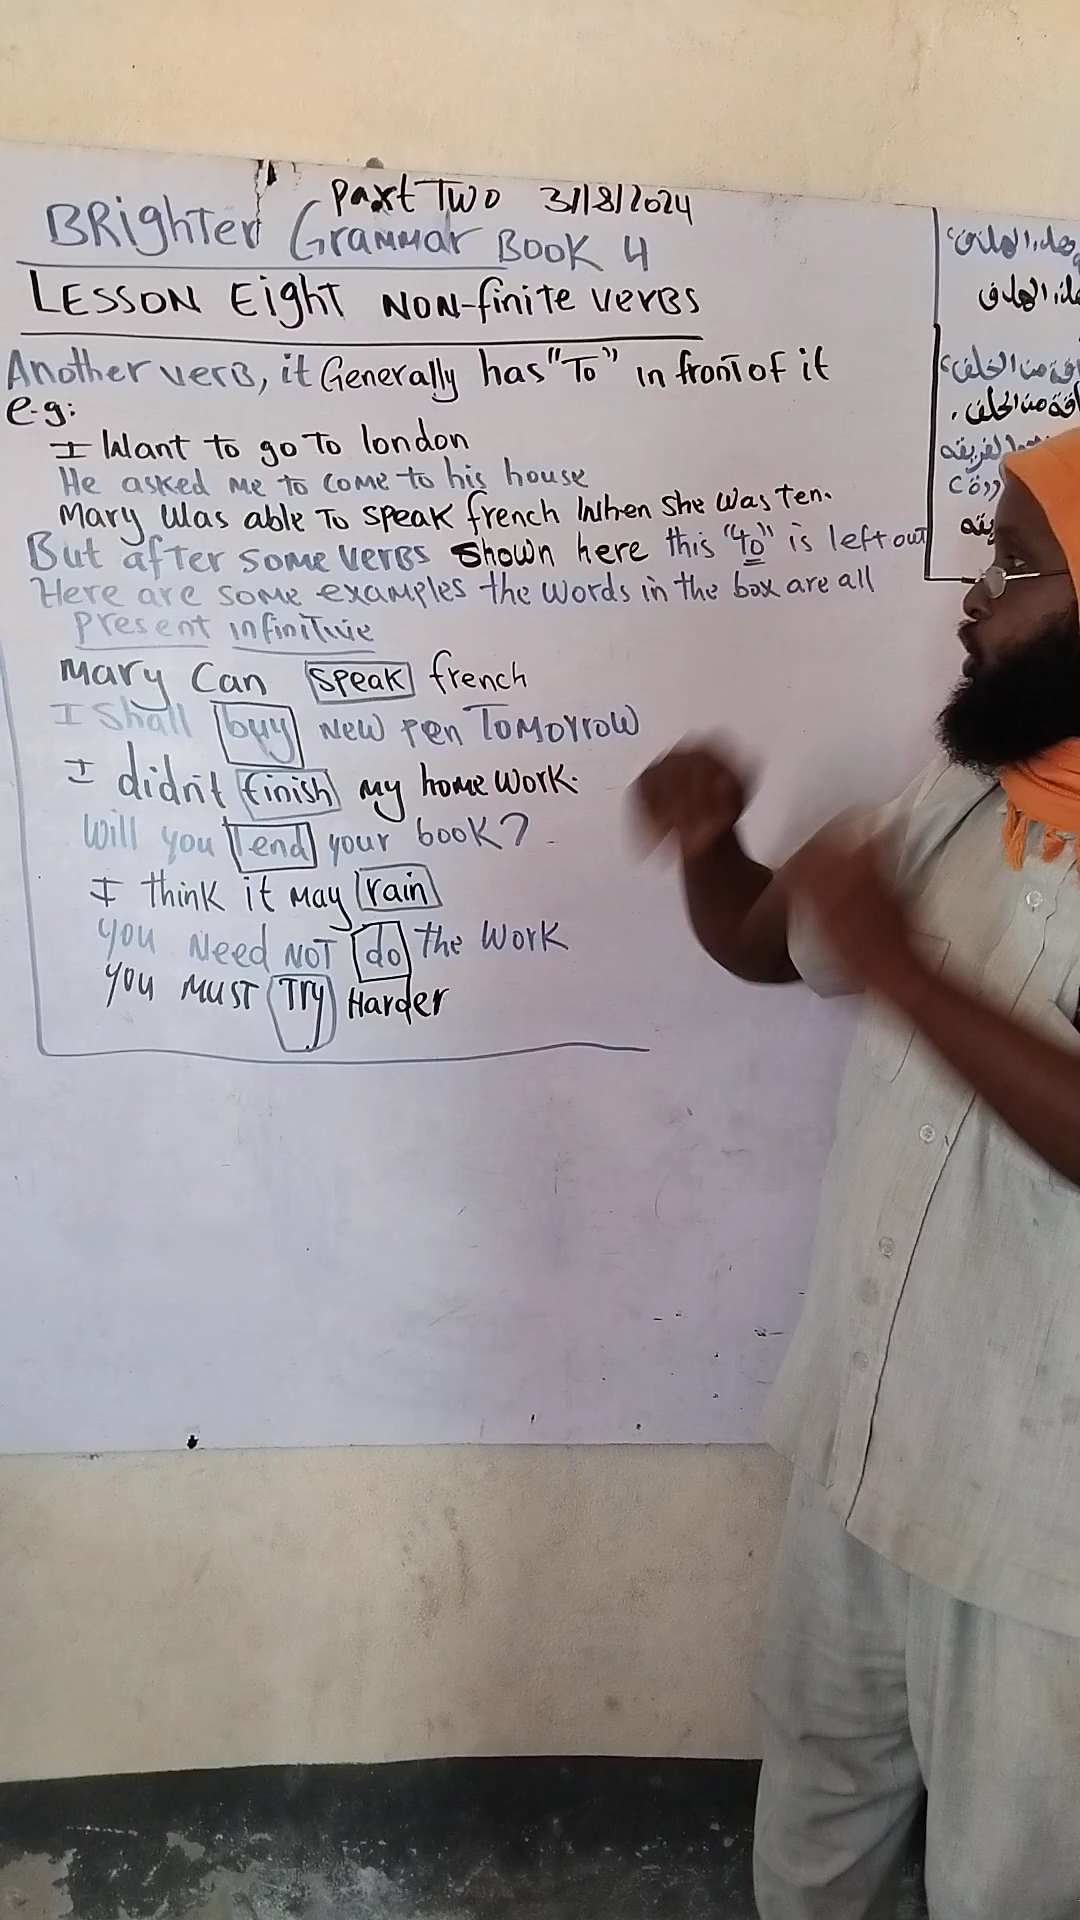 Part Two 31/8/2024
BRighter Grammar Book 4
LESSON Eight NON-finite verBs
Another verB, it Generally has "To" in front of it
e.g:
I Want to go To london
He asked me to come to his house
Mary Was able To speak french When She was ten.
But after some verBs shown here this "to" is left out
Here are some examples the words in the box are all
present infinitive
Mary Can speak french
I Shall buy New pen Tomorrow
I didn't finish my home work.
Will you lend your book?
I think it may rain
you Need NOT do the Work
you MUST Try Harder
من الخلف
من الخلف،